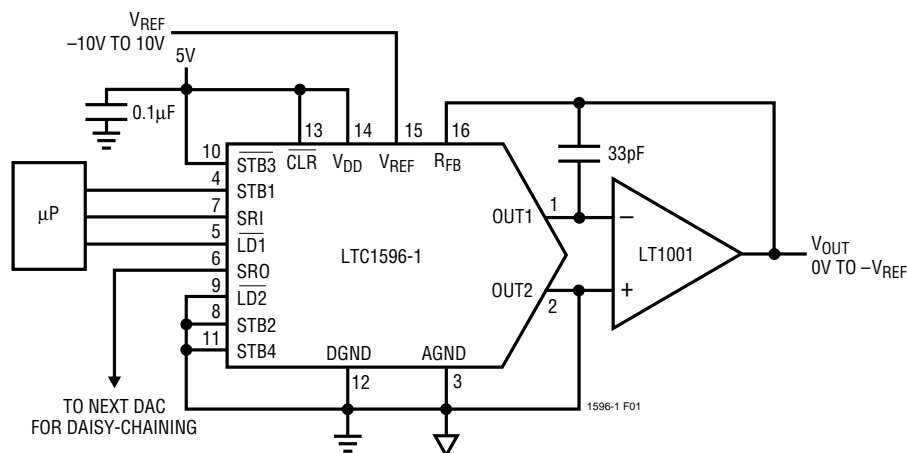 VREF
–10V TO 10V
5V
0.1µF
13
14
15
16
10
STB3
CLR
VDD
VREF
RFB
33pF
4
STB1
µP
7
SRI
OUT1
1
–
5
LD1
LTC1596-1
LT1001
VOUT
0V TO –VREF
6
SRO
9
LD2
OUT2
2
+
8
STB2
11
STB4
DGND
AGND
12
3
1596-1 F01
TO NEXT DAC
FOR DAISY-CHAINING